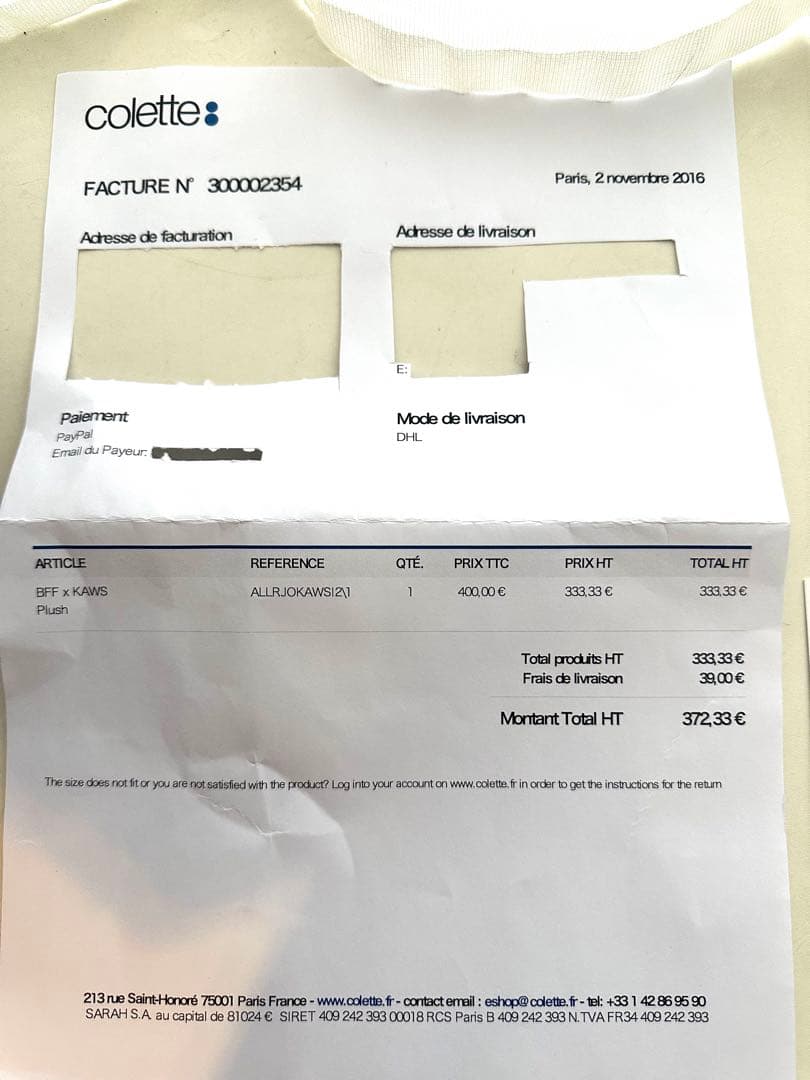 colette:
FACTURE N° 300002354
Paris, 2 novembre 2016
Adresse de facturation
Adresse de livraison
E:
Paiement
PayPal
Email du Payeur:
Mode de livraison
DHL
ARTICLE REFERENCE QTÉ. PRIX TTC PRIX HT TOTAL HT
BFF x KAWS ALLRJOKAWSI2\1 1 400,00 € 333,33 € 333,33 €
Plush
Total produits HT 333,33 €
Frais de livraison 39,00 €
Montant Total HT 372,33 €
The size does not fit or you are not satisfied with the product? Log into your account on www.colette.fr in order to get the instructions for the return
213 rue Saint-Honoré 75001 Paris France - www.colette.fr - contact email : eshop@colette.fr - tel: +33 1 42 86 95 90
SARAH S.A. au capital de 81024 € SIRET 409 242 393 00018 RCS Paris B 409 242 393 N.TVA FR34 409 242 393